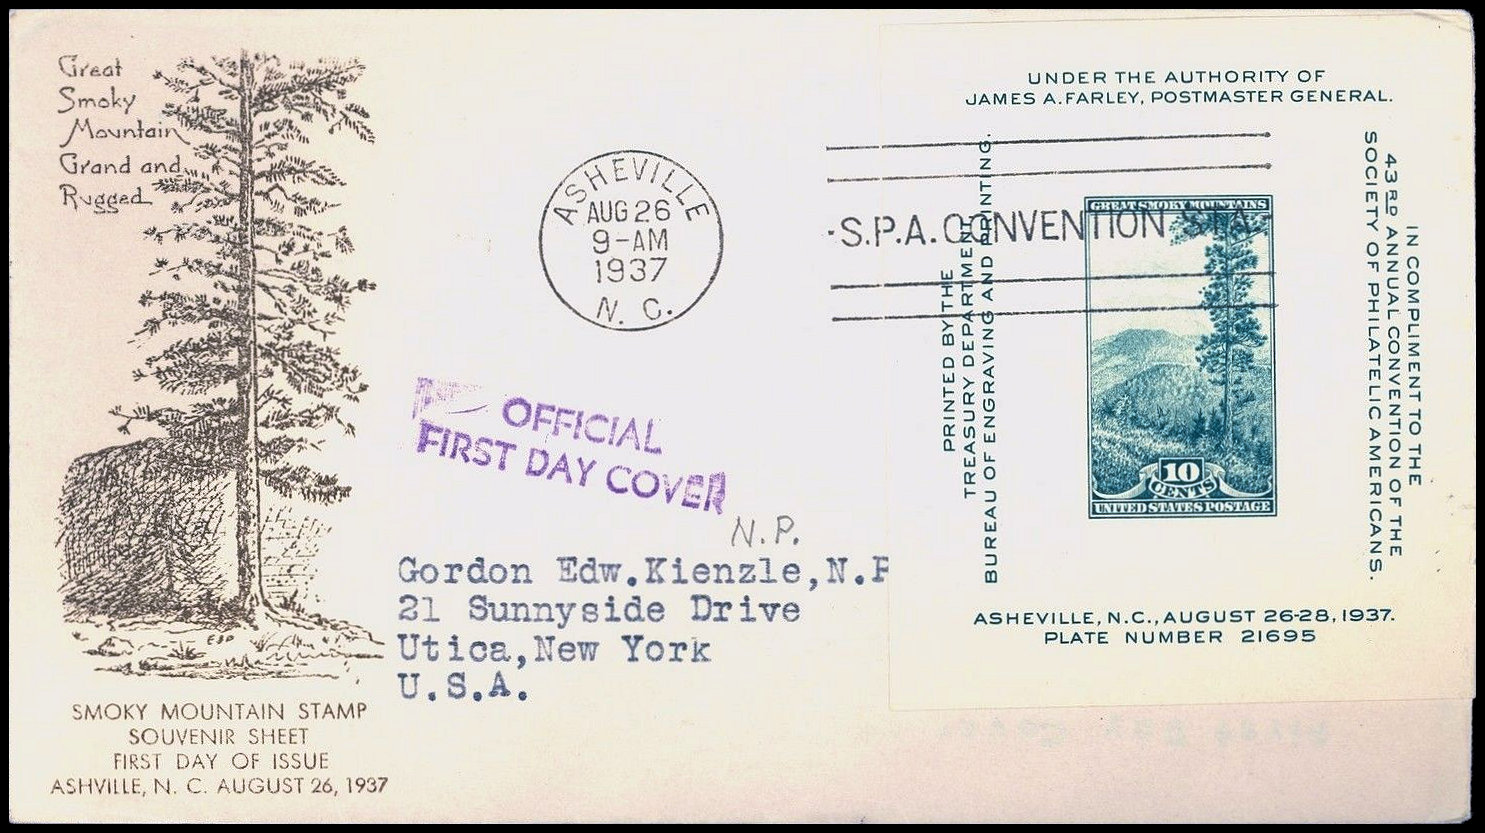 Great
Smoky
Mountain
Grand and
Rugged
ESD
SMOKY MOUNTAIN STAMP
SOUVENIR SHEET
FIRST DAY OF ISSUE
ASHVILLE, N. C. AUGUST 26, 1937
ASHEVILLE
AUG 26
9-AM
1937
N. C.
-S.P.A. CONVENTION STA.-
OFFICIAL
FIRST DAY COVER
N.P.
Gordon Edw.Kienzle,N.P
21 Sunnyside Drive
Utica,New York
U.S.A.
UNDER THE AUTHORITY OF
JAMES A. FARLEY, POSTMASTER GENERAL.
PRINTED BY THE
TREASURY DEPARTMENT
BUREAU OF ENGRAVING AND PRINTING.
GREAT SMOKY MOUNTAINS
10
CENTS
UNITED STATES POSTAGE
IN COMPLIMENT TO THE
43RD ANNUAL CONVENTION OF THE
SOCIETY OF PHILATELIC AMERICANS.
ASHEVILLE, N.C., AUGUST 26-28, 1937.
PLATE NUMBER 21695